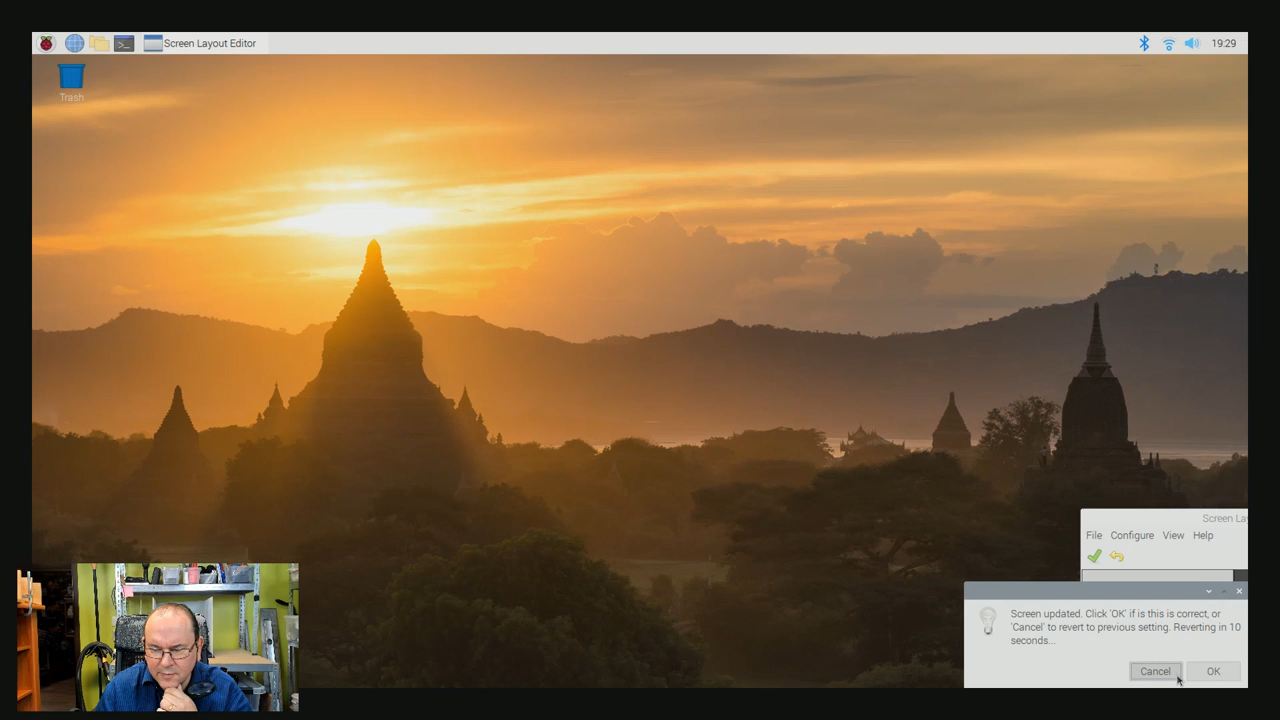 Screen Layout Editor
19:29
Trash
Screen La
File Configure View Help
Screen updated. Click 'OK' if is this is correct, or
'Cancel' to revert to previous setting. Reverting in 10
seconds...
Cancel OK